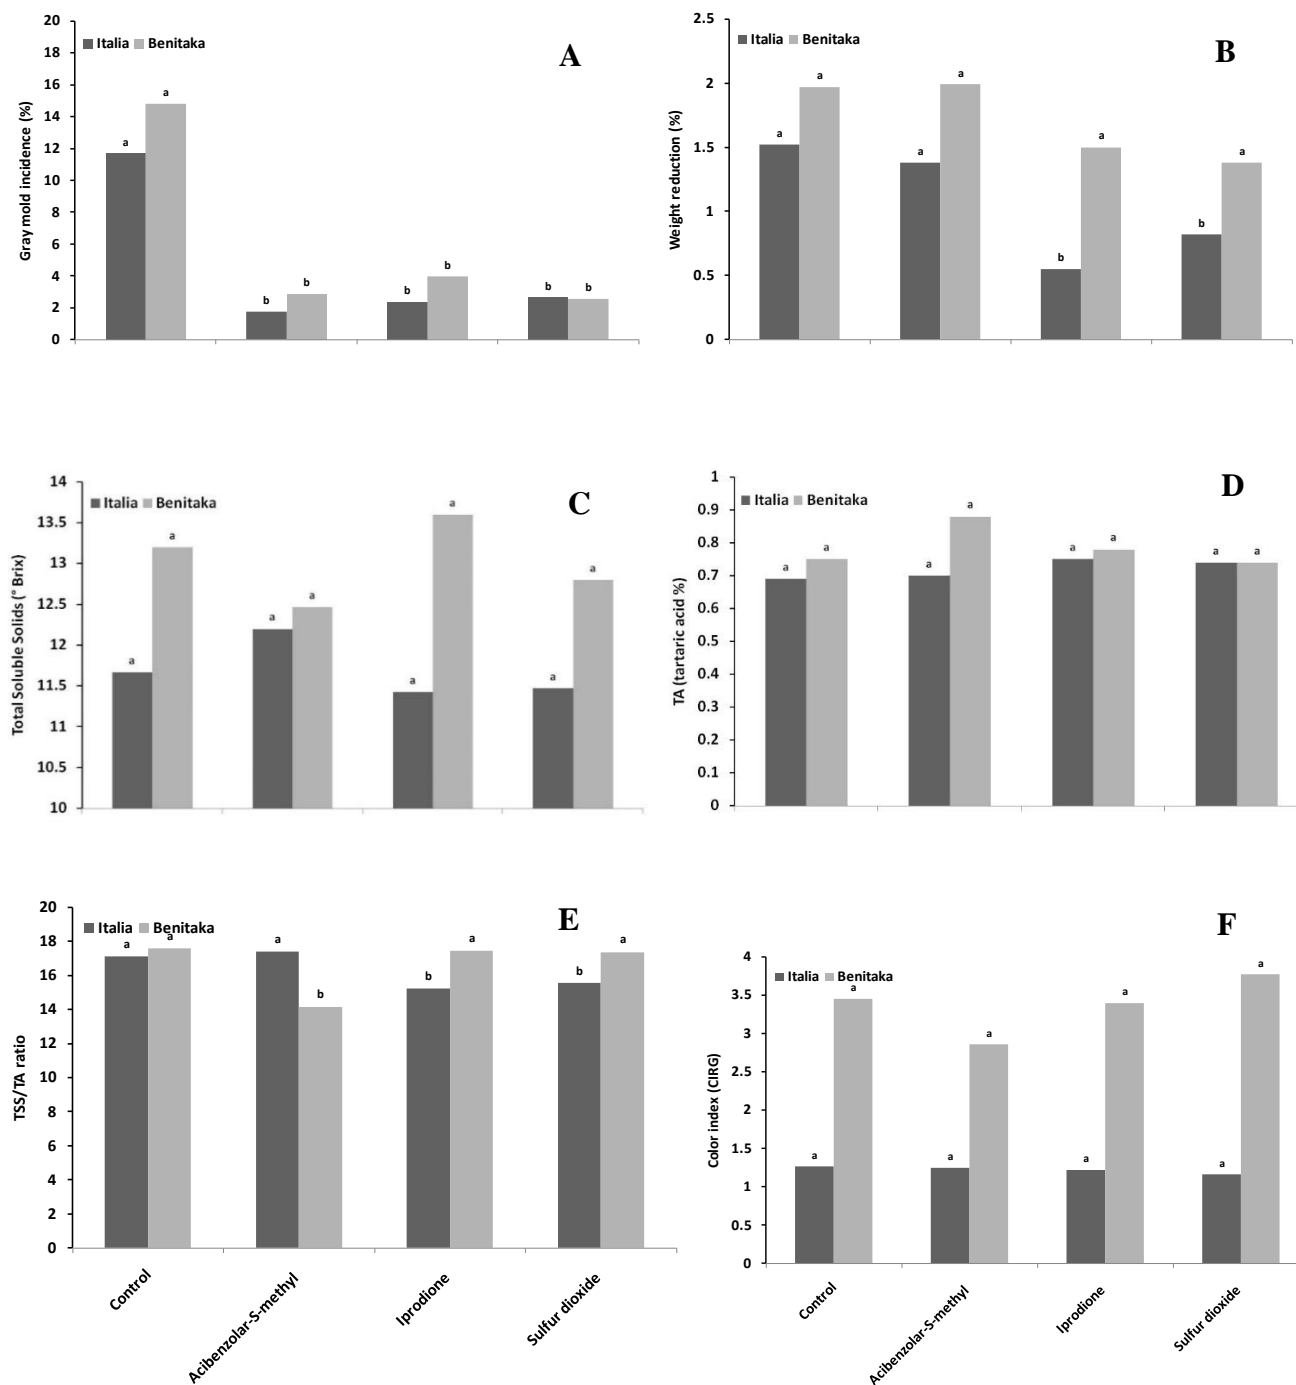 A
Italia Benitaka
Gray mold incidence (%)
20
18
16
14
12
10
8
6
4
2
0
a a b b b b b b
B
Italia Benitaka
Weight reduction (%)
2.5
2
1.5
1
0.5
0
a a a a b a b a
C
Italia Benitaka
Total Soluble Solids (° Brix)
14
13.5
13
12.5
12
11.5
11
10.5
10
a a a a a a a a
D
Italia Benitaka
TA (tartaric acid %)
1
0.9
0.8
0.7
0.6
0.5
0.4
0.3
0.2
0.1
0
a a a a a a a a
E
Italia Benitaka
TSS/TA ratio
20
18
16
14
12
10
8
6
4
2
0
a a a b b a b a
Control
Acibenzolar-S-methyl
Iprodione
Sulfur dioxide
F
Italia Benitaka
Color index (CIRG)
4
3.5
3
2.5
2
1.5
1
0.5
0
a a a a a a a a
Control
Acibenzolar-S-methyl
Iprodione
Sulfur dioxide